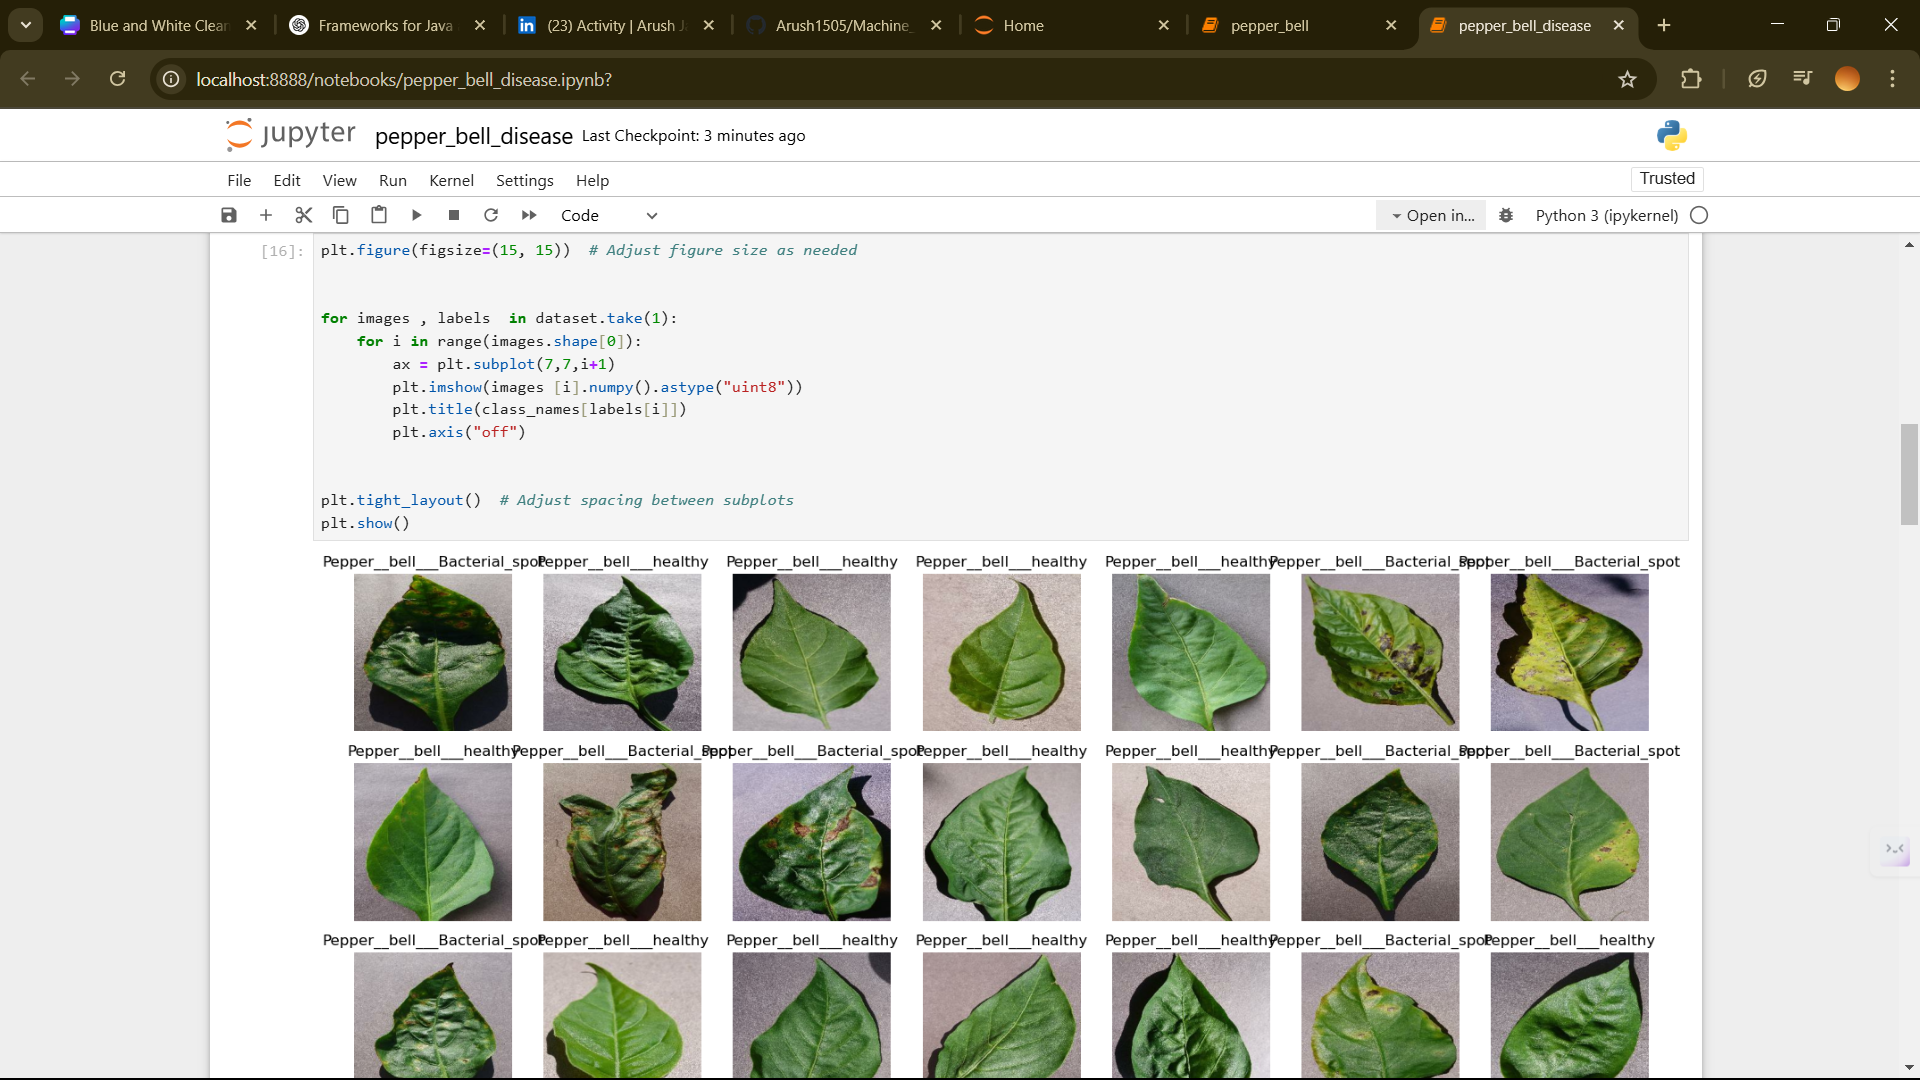 Blue and White Clean
Frameworks for Java
(23) Activity | Arush J
Arush1505/Machine_
Home
pepper_bell
pepper_bell_disease
localhost:8888/notebooks/pepper_bell_disease.ipynb?
jupyter pepper_bell_disease Last Checkpoint: 3 minutes ago
File Edit View Run Kernel Settings Help Trusted
Code Open in... Python 3 (ipykernel)
[16]: plt.figure(figsize=(15, 15))  # Adjust figure size as needed
for images , labels  in dataset.take(1):
    for i in range(images.shape[0]):
        ax = plt.subplot(7,7,i+1)
        plt.imshow(images [i].numpy().astype("uint8"))
        plt.title(class_names[labels[i]])
        plt.axis("off")
plt.tight_layout()  # Adjust spacing between subplots
plt.show()
Pepper__bell___Bacterial_spot Pepper__bell___healthy Pepper__bell___healthy Pepper__bell___healthy Pepper__bell___healthy Pepper__bell___Bacterial_spot Pepper__bell___Bacterial_spot
Pepper__bell___healthy Pepper__bell___Bacterial_spot Pepper__bell___Bacterial_spot Pepper__bell___healthy Pepper__bell___healthy Pepper__bell___Bacterial_spot Pepper__bell___Bacterial_spot
Pepper__bell___Bacterial_spot Pepper__bell___healthy Pepper__bell___healthy Pepper__bell___healthy Pepper__bell___healthy Pepper__bell___Bacterial_spot Pepper__bell___healthy